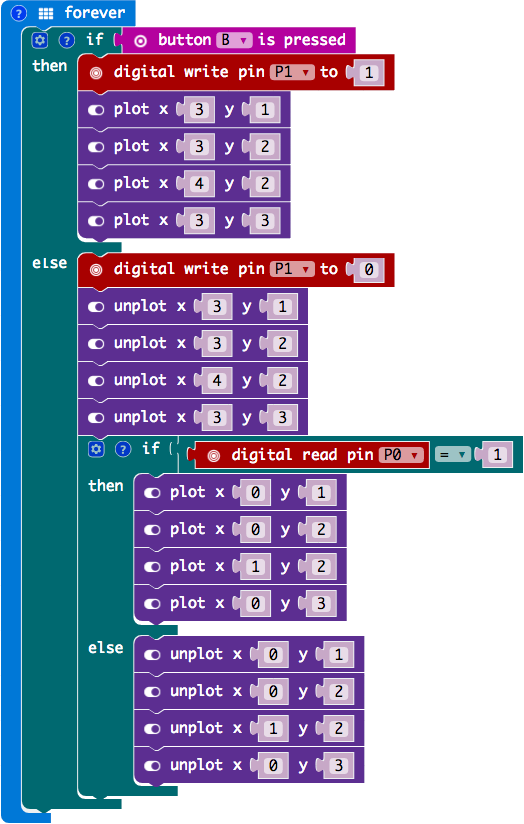 ? forever
? if button B ▾ is pressed
then digital write pin P1 ▾ to 1
plot x 3 y 1
plot x 3 y 2
plot x 4 y 2
plot x 3 y 3
else digital write pin P1 ▾ to 0
unplot x 3 y 1
unplot x 3 y 2
unplot x 4 y 2
unplot x 3 y 3
? if digital read pin P0 ▾ = ▾ 1
then plot x 0 y 1
plot x 0 y 2
plot x 1 y 2
plot x 0 y 3
else unplot x 0 y 1
unplot x 0 y 2
unplot x 1 y 2
unplot x 0 y 3